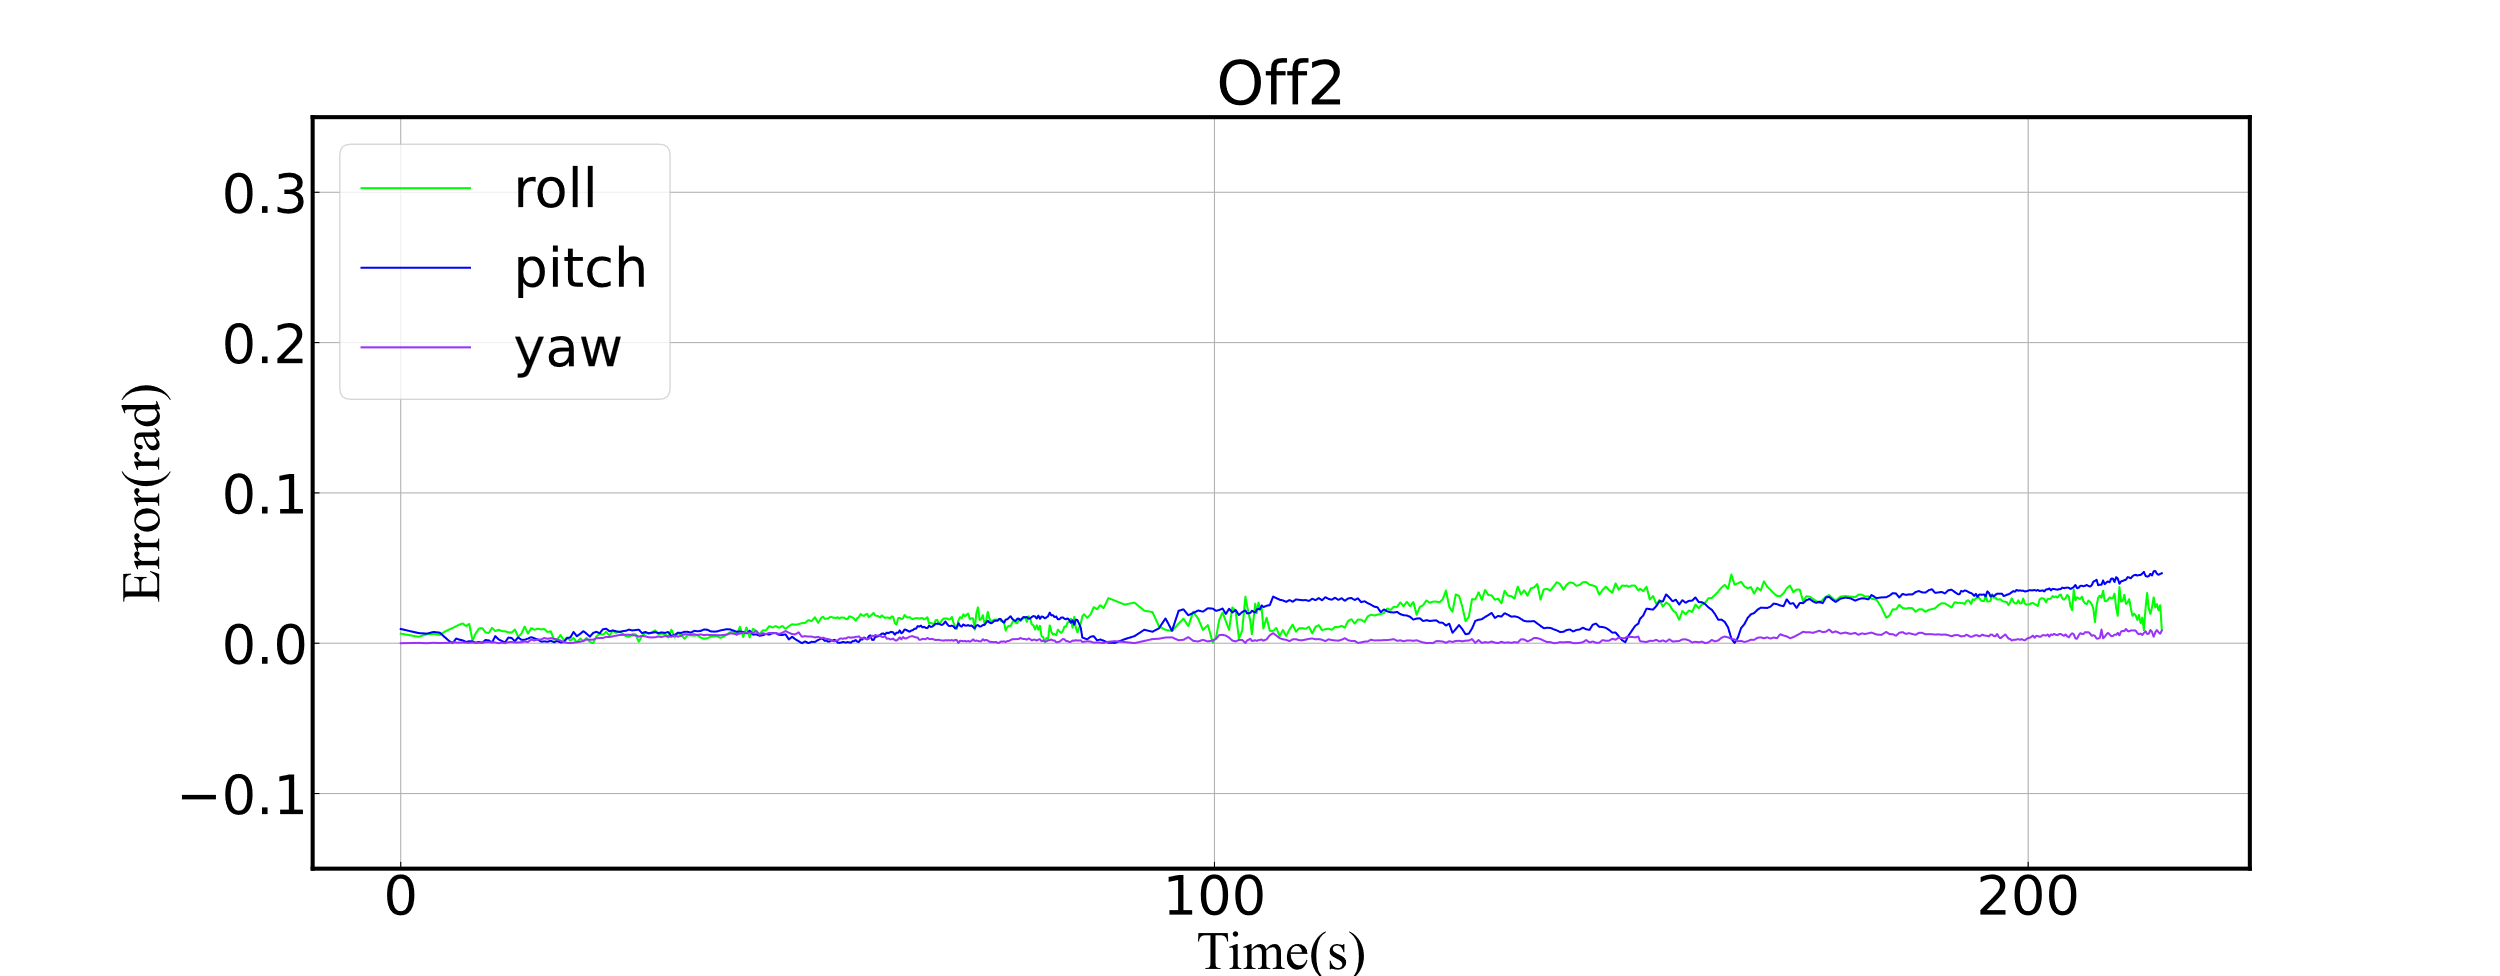 Off2
roll
pitch
yaw
0.3
0.2
0.1
0.0
−0.1
Error(rad)
0 100 200
Time(s)